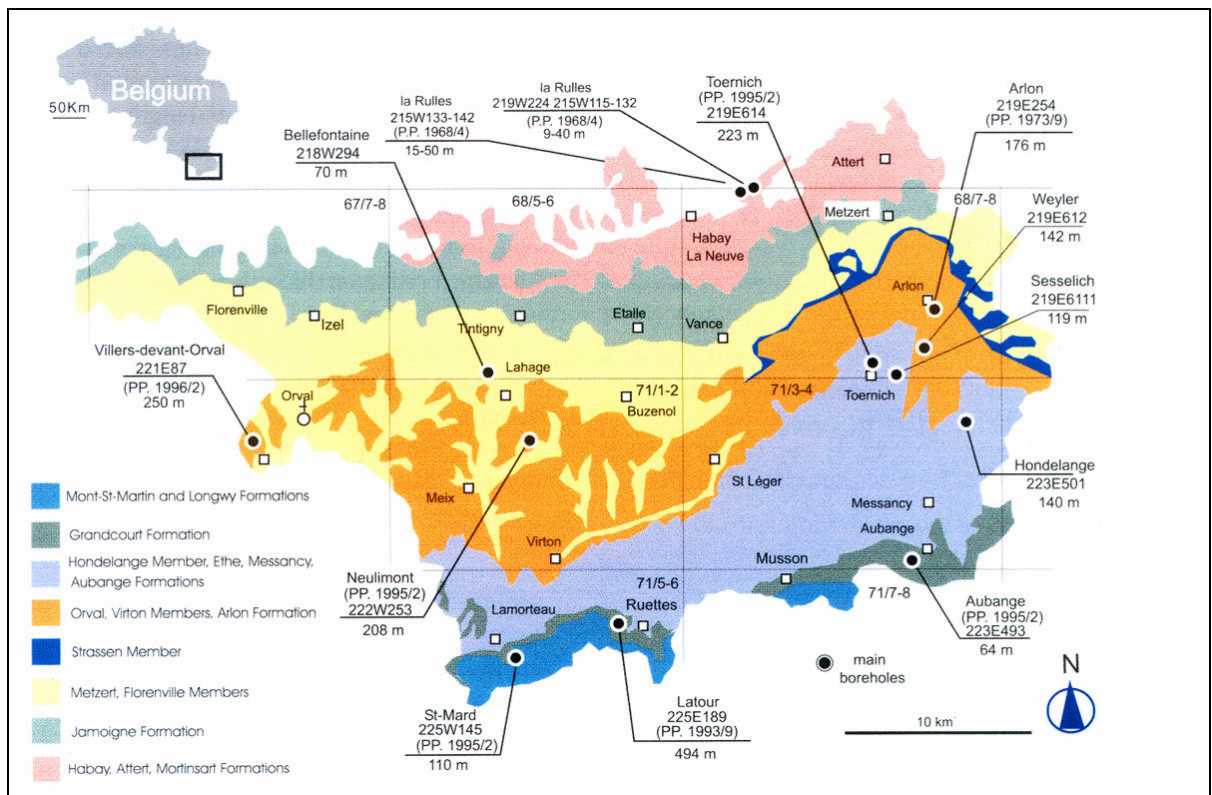 Belgium
50Km
la Rulles
215W133-142
(P.P. 1968/4)
15-50 m
la Rulles
219W224 215W115-132
(P.P. 1968/4)
9-40 m
Toernich
(PP. 1995/2)
219E614
223 m
Arlon
219E254
(PP. 1973/9)
176 m
Bellefontaine
218W294
70 m
Attert
67/7-8
68/5-6
Metzert
68/7-8
Weyler
219E612
142 m
Habay
La Neuve
Sesselich
219E6111
119 m
Arlon
Florenville
Izel
Tintigny
Etalle
Vance
Villers-devant-Orval
221E87
(PP. 1996/2)
250 m
Orval
Lahage
71/1-2
Buzenol
71/3-4
Toernich
Hondelange
223E501
140 m
St Léger
Meix
Virton
Messancy
Aubange
Mont-St-Martin and Longwy Formations
Grandcourt Formation
Hondelange Member, Ethe, Messancy,
Aubange Formations
Orval, Virton Members, Arlon Formation
Strassen Member
Metzert, Florenville Members
Jamoigne Formation
Habay, Attert, Mortinsart Formations
Neulimont
(PP. 1995/2)
222W253
208 m
71/5-6
Musson
71/7-8
Lamorteau
Ruettes
Aubange
(PP. 1995/2)
223E493
64 m
main
boreholes
N
St-Mard
225W145
(PP. 1995/2)
110 m
Latour
225E189
(PP. 1993/9)
494 m
10 km